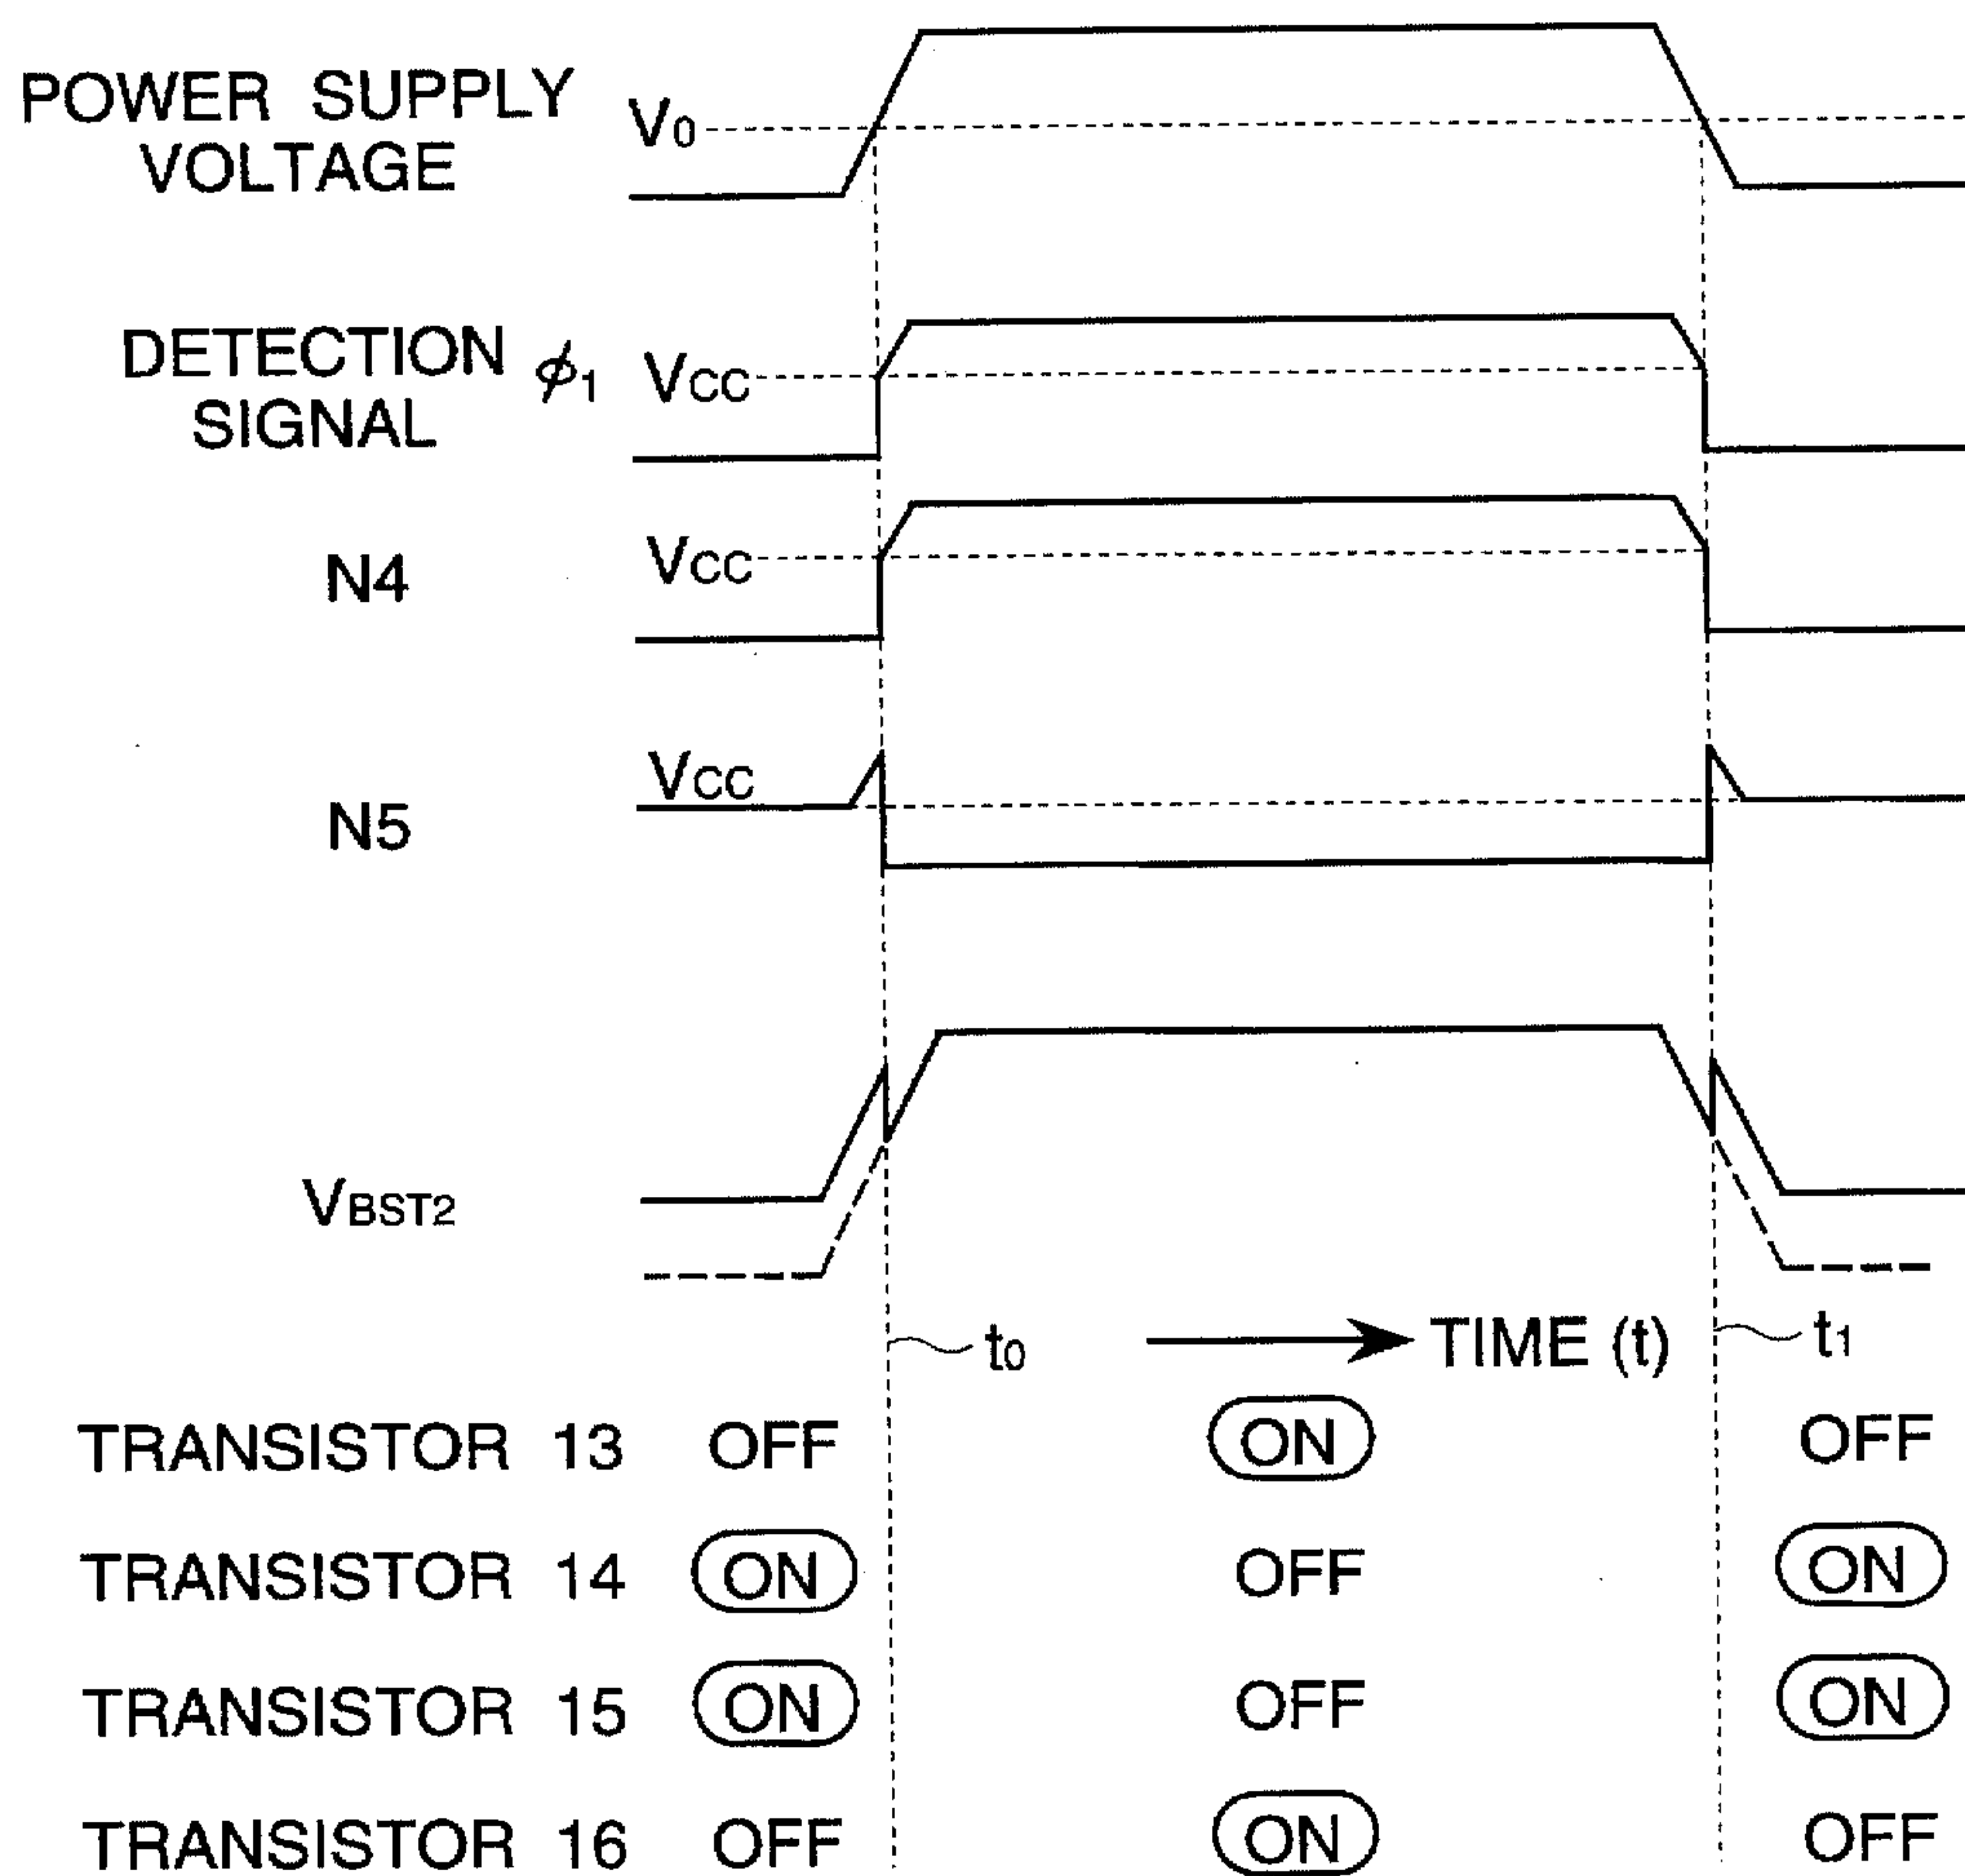 POWER SUPPLY
VOLTAGE
V0
DETECTION
SIGNAL
ϕ1
VCC
N4
VCC
N5
VCC
VBST2
t0
TIME (t)
t1
TRANSISTOR 13 OFF ON OFF
TRANSISTOR 14 ON OFF ON
TRANSISTOR 15 ON OFF ON
TRANSISTOR 16 OFF ON OFF